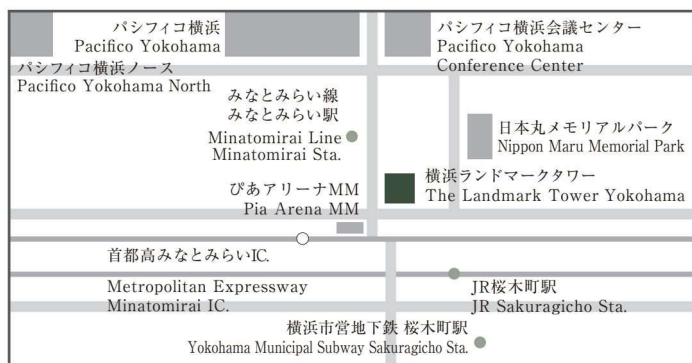 パシフィコ横浜
Pacifico Yokohama
パシフィコ横浜会議センター
Pacifico Yokohama
Conference Center
パシフィコ横浜ノース
Pacifico Yokohama North
みなとみらい線
みなとみらい駅
Minatomirai Line
Minatomirai Sta.
日本丸メモリアルパーク
Nippon Maru Memorial Park
横浜ランドマークタワー
The Landmark Tower Yokohama
ぴあアリーナMM
Pia Arena MM
首都高みなとみらいIC.
Metropolitan Expressway
Minatomirai IC.
JR桜木町駅
JR Sakuragicho Sta.
横浜市営地下鉄 桜木町駅
Yokohama Municipal Subway Sakuragicho Sta.